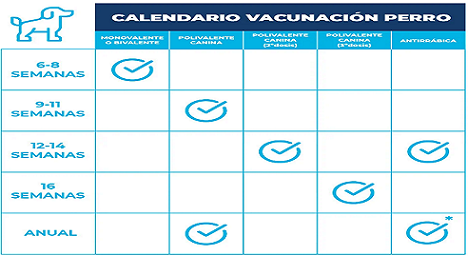 CALENDARIO VACUNACIÓN PERRO
MONOVALENTE
O BIVALENTE
POLIVALENTE
CANINA
POLIVALENTE
CANINA
(2ªdosis)
POLIVALENTE
CANINA
(3ªdosis)
ANTIRRÁBICA
6-8
SEMANAS
9-11
SEMANAS
12-14
SEMANAS
16
SEMANAS
ANUAL
*